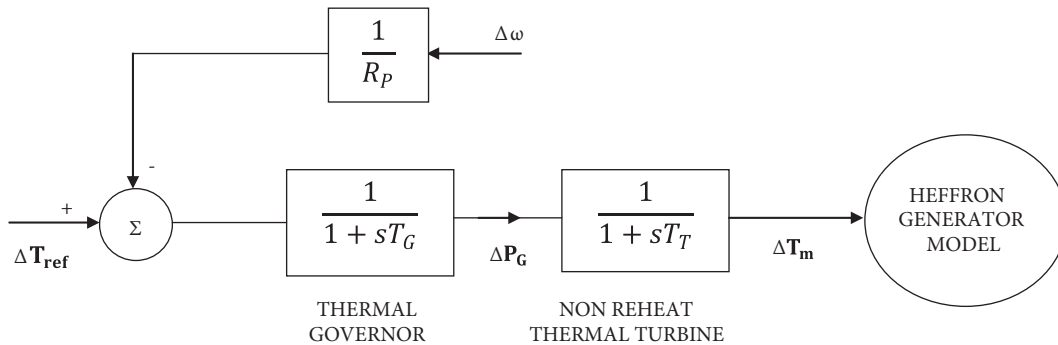 Δω
1
R_P
-
+
Σ
ΔT_ref
1
1 + sT_G
ΔP_G
1
1 + sT_T
ΔT_m
HEFFRON
GENERATOR
MODEL
THERMAL
GOVERNOR
NON REHEAT
THERMAL TURBINE